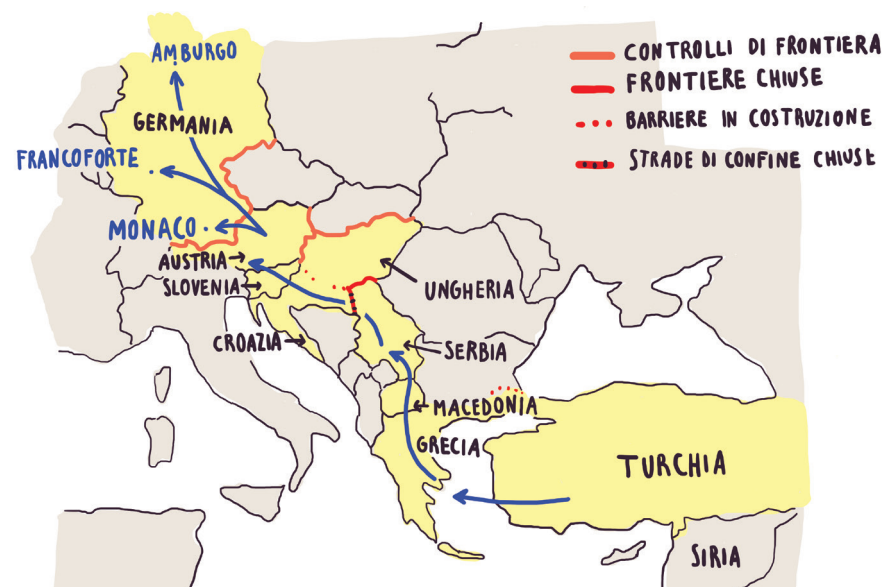 AMBURGO
GERMANIA
FRANCOFORTE
MONACO
AUSTRIA
SLOVENIA
CROAZIA
UNGHERIA
SERBIA
MACEDONIA
GRECIA
TURCHIA
SIRIA
CONTROLLI DI FRONTIERA
FRONTIERE CHIUSE
BARRIERE IN COSTRUZIONE
STRADE DI CONFINE CHIUSE